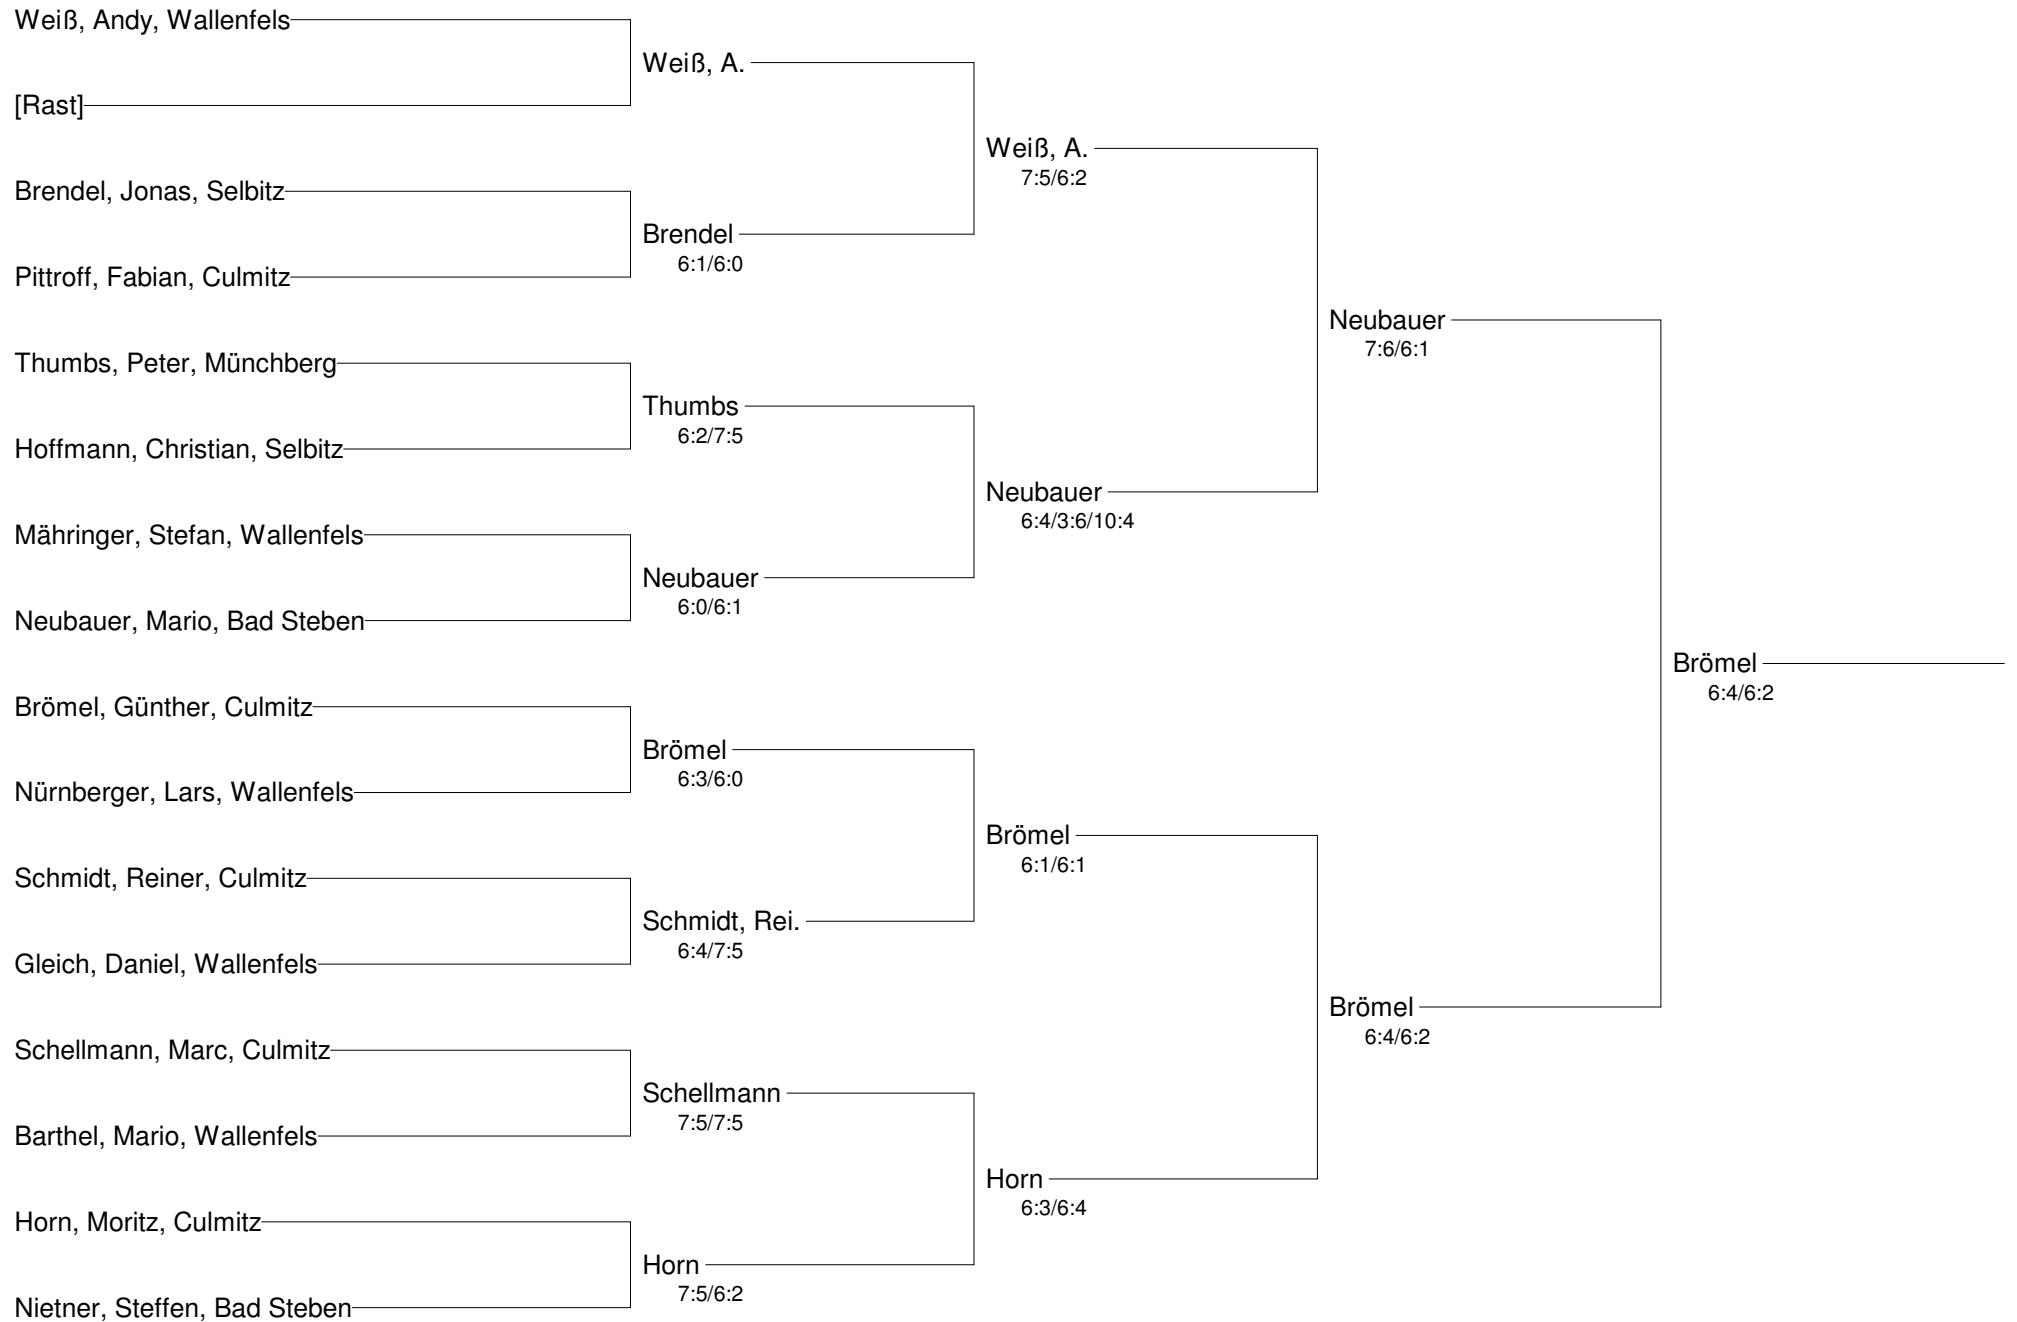 Weiß, Andy, Wallenfels
[Rast]
Brendel, Jonas, Selbitz
Pittroff, Fabian, Culmitz
Thumbs, Peter, Münchberg
Hoffmann, Christian, Selbitz
Mähringer, Stefan, Wallenfels
Neubauer, Mario, Bad Steben
Brömel, Günther, Culmitz
Nürnberger, Lars, Wallenfels
Schmidt, Reiner, Culmitz
Gleich, Daniel, Wallenfels
Schellmann, Marc, Culmitz
Barthel, Mario, Wallenfels
Horn, Moritz, Culmitz
Nietner, Steffen, Bad Steben
Weiß, A.
Brendel
6:1/6:0
Thumbs
6:2/7:5
Neubauer
6:0/6:1
Brömel
6:3/6:0
Schmidt, Rei.
6:4/7:5
Schellmann
7:5/7:5
Horn
7:5/6:2
Weiß, A.
7:5/6:2
Neubauer
6:4/3:6/10:4
Brömel
6:1/6:1
Horn
6:3/6:4
Neubauer
7:6/6:1
Brömel
6:4/6:2
Brömel
6:4/6:2